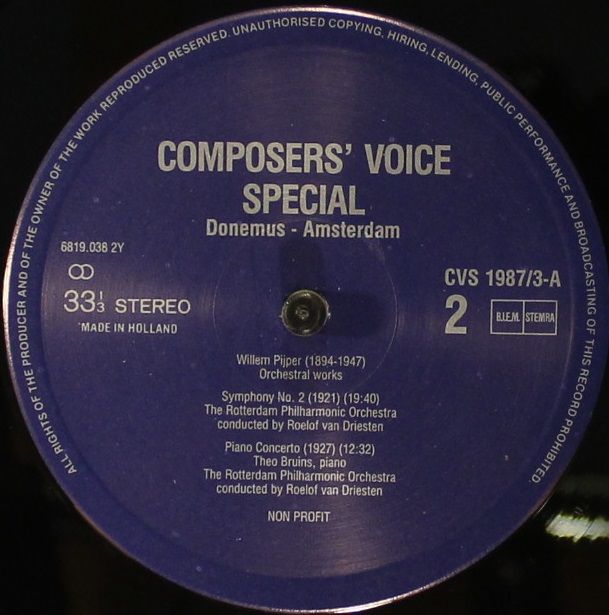 ALL RIGHTS OF THE PRODUCER AND OF THE OWNER OF THE WORK REPRODUCED RESERVED. UNAUTHORISED COPYING, HIRING, LENDING, PUBLIC PERFORMANCE AND BROADCASTING OF THIS RECORD PROHIBITED.
COMPOSERS' VOICE
SPECIAL
Donemus - Amsterdam
6819.036 2Y
33 1/3 STEREO
MADE IN HOLLAND
CVS 1987/3-A
2
B.I.E.M. STEMRA
Willem Pijper (1894-1947)
Orchestral works
Symphony No. 2 (1921) (19:40)
The Rotterdam Philharmonic Orchestra
conducted by Roelof van Driesten
Piano Concerto (1927) (12:32)
Theo Bruins, piano
The Rotterdam Philharmonic Orchestra
conducted by Roelof van Driesten
NON PROFIT